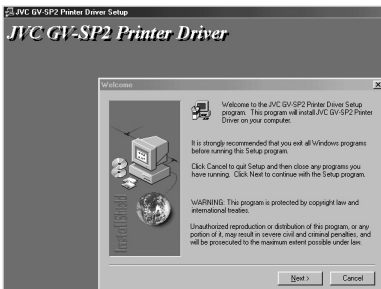 JVC GV-SP2 Printer Driver Setup
JVC GV-SP2 Printer Driver
Welcome
Welcome to the JVC GV-SP2 Printer Driver Setup
program. This program will install JVC GV-SP2 Printer
Driver on your computer.
It is strongly recommended that you exit all Windows programs
before running this Setup program.
Click Cancel to quit Setup and then close any programs you
have running. Click Next to continue with the Setup program.
WARNING: This program is protected by copyright law and
international treaties.
Unauthorized reproduction or distribution of this program, or any
portion of it, may result in severe civil and criminal penalties, and
will be prosecuted to the maximum extent possible under law.
InstallShield
Next >
Cancel